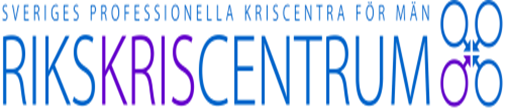 SVERIGES PROFESSIONELLA KRISCENTRA FÖR MÄN
RIKSKRISCENTRUM